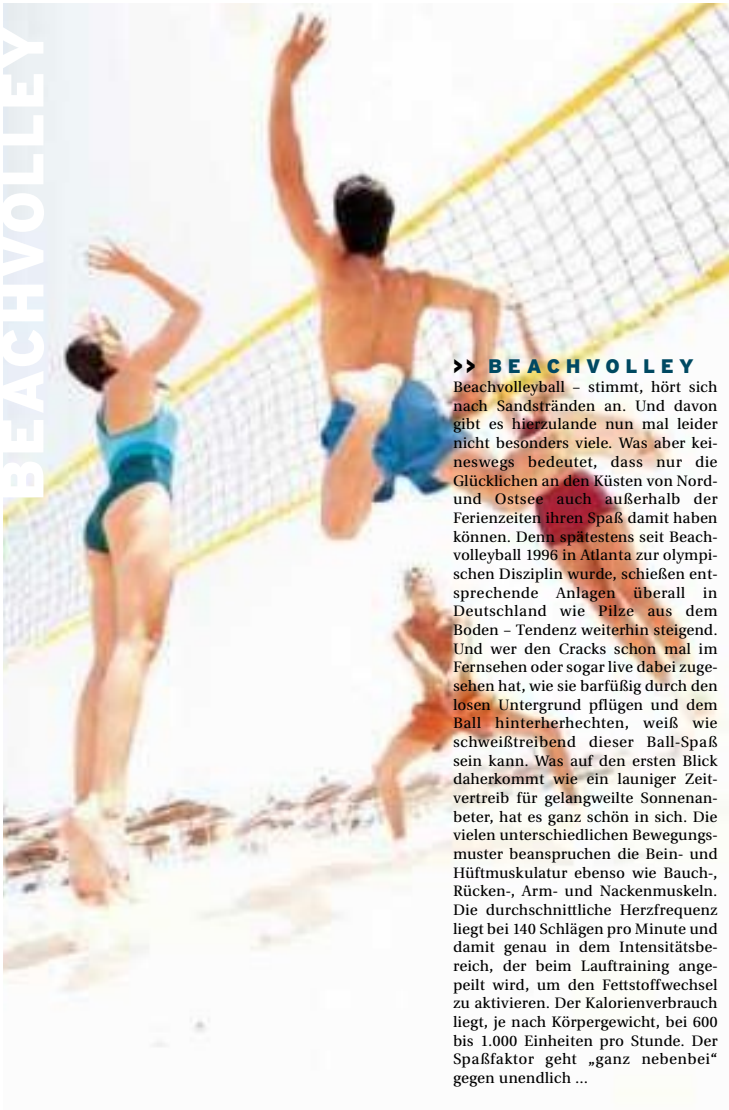 BEACHVOLLEY
>> BEACHVOLLEY
Beachvolleyball – stimmt, hört sich
nach Sandstränden an. Und davon
gibt es hierzulande nun mal leider
nicht besonders viele. Was aber kei-
neswegs bedeutet, dass nur die
Glücklichen an den Küsten von Nord-
und Ostsee auch außerhalb der
Ferienzeiten ihren Spaß damit haben
können. Denn spätestens seit Beach-
volleyball 1996 in Atlanta zur olympi-
schen Disziplin wurde, schießen ent-
sprechende Anlagen überall in
Deutschland wie Pilze aus dem
Boden – Tendenz weiterhin steigend.
Und wer den Cracks schon mal im
Fernsehen oder sogar live dabei zuge-
sehen hat, wie sie barfüßig durch den
losen Untergrund pflügen und dem
Ball hinterherhechten, weiß wie
schweißtreibend dieser Ball-Spaß
sein kann. Was auf den ersten Blick
daherkommt wie ein launiger Zeit-
vertreib für gelangweilte Sonnenan-
beter, hat es ganz schön in sich. Die
vielen unterschiedlichen Bewegungs-
muster beanspruchen die Bein- und
Hüftmuskulatur ebenso wie Bauch-,
Rücken-, Arm- und Nackenmuskeln.
Die durchschnittliche Herzfrequenz
liegt bei 140 Schlägen pro Minute und
damit genau in dem Intensitätsbe-
reich, der beim Lauftraining ange-
peilt wird, um den Fettstoffwechsel
zu aktivieren. Der Kalorienverbrauch
liegt, je nach Körpergewicht, bei 600
bis 1.000 Einheiten pro Stunde. Der
Spaßfaktor geht „ganz nebenbei“
gegen unendlich ...